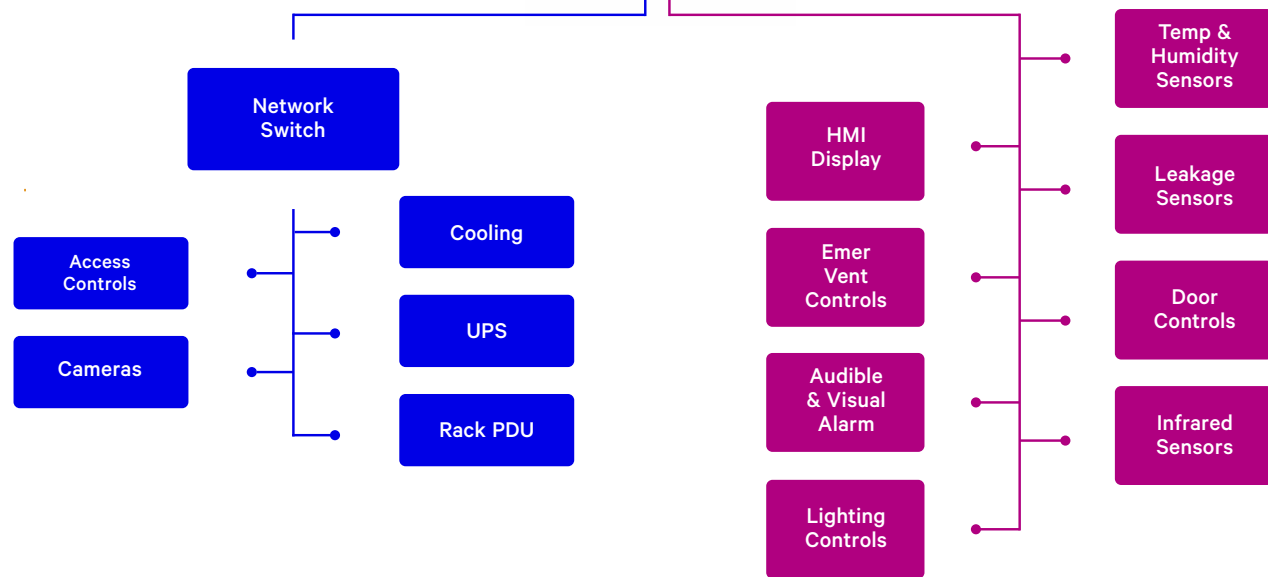 Network
Switch
Cooling
Access
Controls
UPS
Cameras
Rack PDU
HMI
Display
Emer
Vent
Controls
Audible
& Visual
Alarm
Lighting
Controls
Temp &
Humidity
Sensors
Leakage
Sensors
Door
Controls
Infrared
Sensors